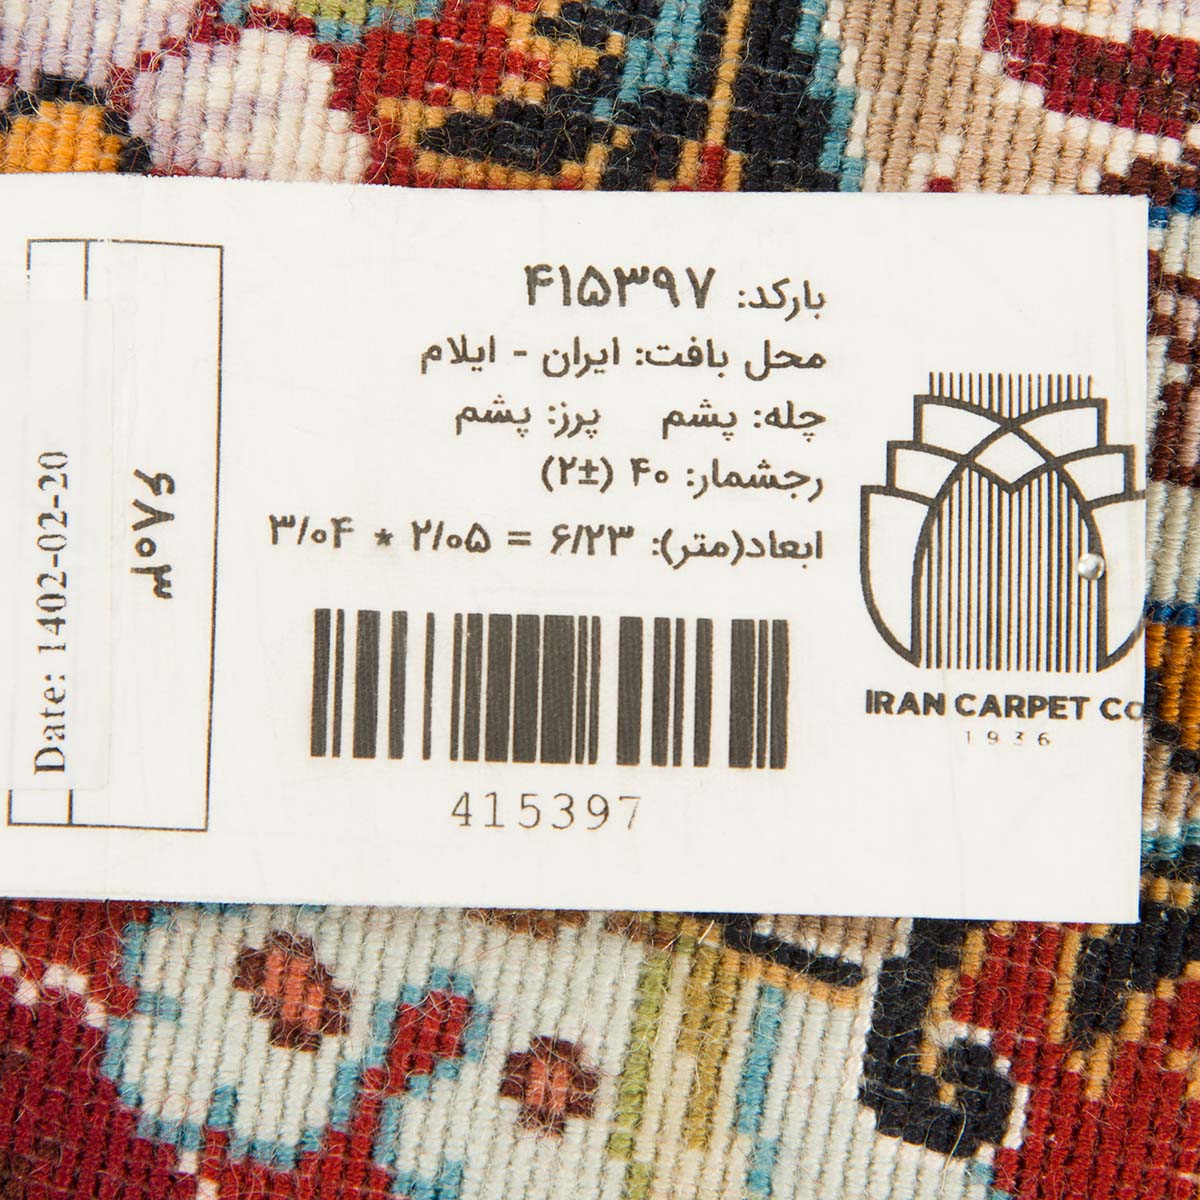 بارکد: ۴۱۵۳۹۷
محل بافت: ایران - ایلام
چله: پشم پرز: پشم
رجشمار: ۴۰ (±۲)
ابعاد(متر): ۶/۲۳ = ۲/۰۵ * ۳/۰۴
415397
IRAN CARPET CO
1936
۶۸۰۳
Date: 1402-02-20